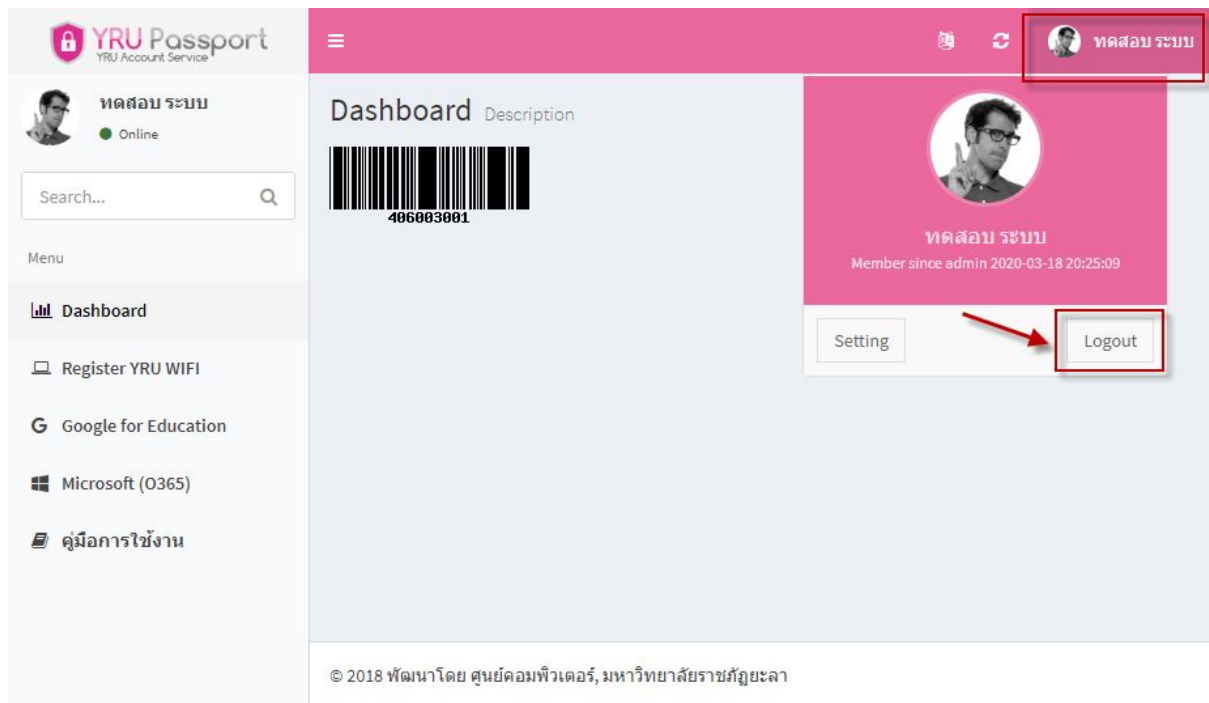 YRU Passport
YRU Account Service
ทดสอบ ระบบ
ทดสอบ ระบบ
Online
Search...
Menu
Dashboard
Register YRU WIFI
Google for Education
Microsoft (O365)
คู่มือการใช้งาน
Dashboard Description
406003001
ทดสอบ ระบบ
Member since admin 2020-03-18 20:25:09
Setting
Logout
© 2018 พัฒนาโดย ศูนย์คอมพิวเตอร์, มหาวิทยาลัยราชภัฏยะลา